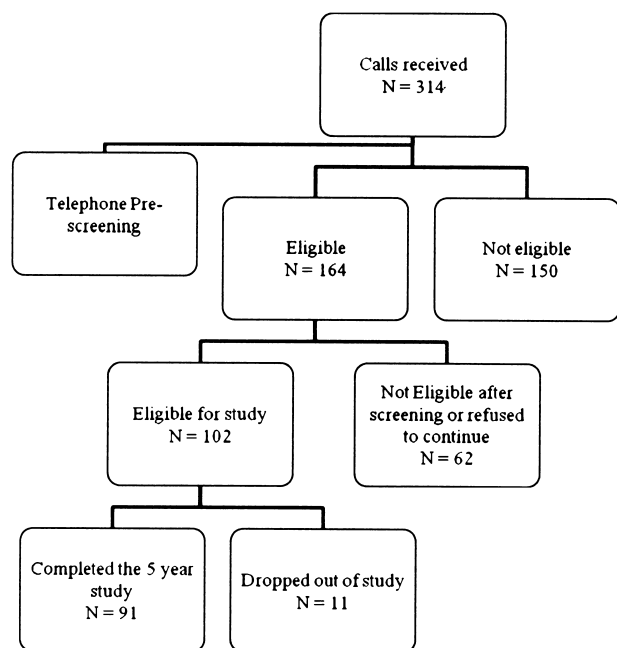 Calls received
N = 314
Telephone Pre-
screening
Eligible
N = 164
Not eligible
N = 150
Eligible for study
N = 102
Not Eligible after
screening or refused
to continue
N = 62
Completed the 5 year
study
N = 91
Dropped out of study
N = 11